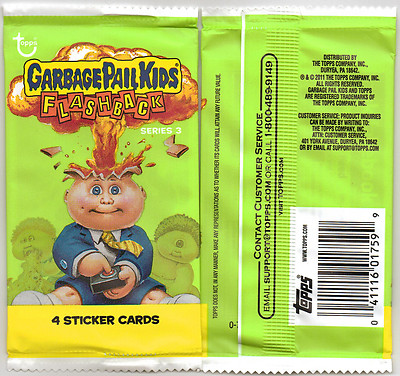 Topps
GARBAGE PAIL KIDS
FLASHBACK
SERIES 3
4 STICKER CARDS
TOPPS DOES NOT, IN ANY MANNER, MAKE ANY REPRESENTATIONS AS TO WHETHER ITS CARDS WILL ATTAIN ANY FUTURE VALUE.
CONTACT CUSTOMER SERVICE
EMAIL SUPPORT@TOPPS.COM OR CALL 1-800-489-9149
VISIT TOPPS.COM
DISTRIBUTED BY
THE TOPPS COMPANY, INC.,
DURYEA, PA 18642.
® & © 2011 THE TOPPS COMPANY, INC.
ALL RIGHTS RESERVED.
GARBAGE PAIL KIDS AND TOPPS
ARE REGISTERED TRADEMARKS OF
THE TOPPS COMPANY, INC.
CUSTOMER SERVICE: PRODUCT INQUIRIES
CAN BE MADE BY WRITING TO:
THE TOPPS COMPANY, INC.,
ATTN: CUSTOMER SERVICE,
401 YORK AVENUE, DURYEA, PA 18642
OR BY EMAIL AT SUPPORT@TOPPS.COM
WWW.TOPPS.COM
Topps
0 41116 01759 9